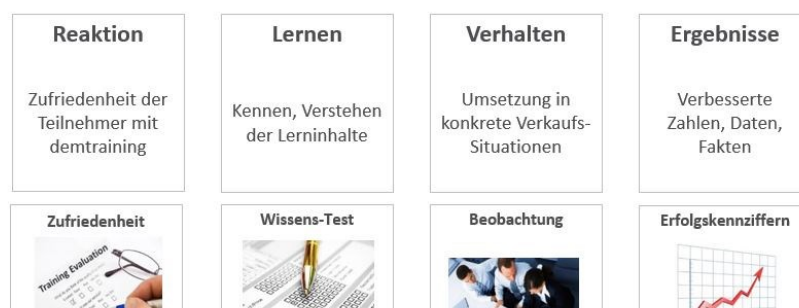 Reaktion
Zufriedenheit der
Teilnehmer mit
demtraining
Lernen
Kennen, Verstehen
der Lerninhalte
Verhalten
Umsetzung in
konkrete Verkaufs-
Situationen
Ergebnisse
Verbesserte
Zahlen, Daten,
Fakten
Zufriedenheit
Training Evaluation
Wissens-Test
Beobachtung
Erfolgskennziffern